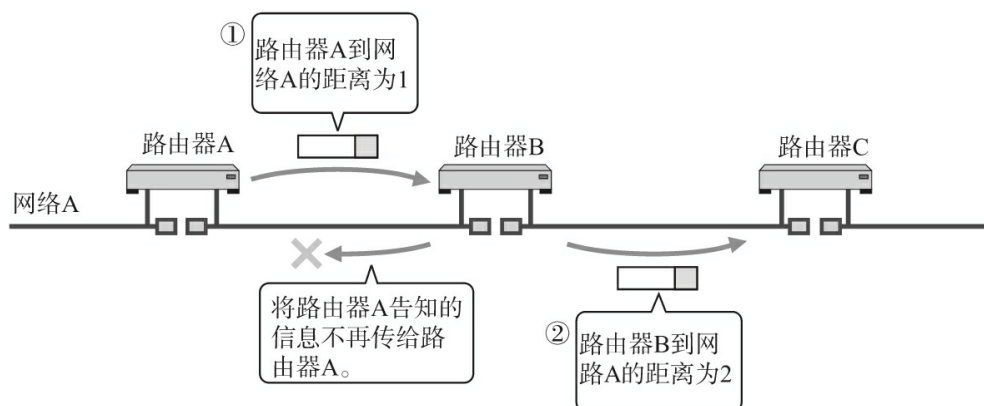 ①
路由器A到网
络A的距离为1
路由器A
路由器B
路由器C
网络A
将路由器A告知的
信息不再传给路
由器A。
②
路由器B到网
路A的距离为2